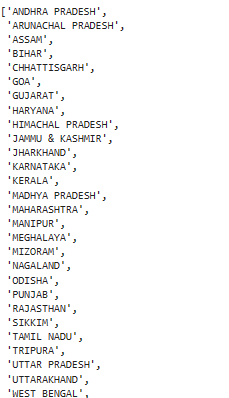 ['ANDHRA PRADESH',
'ARUNACHAL PRADESH',
'ASSAM',
'BIHAR',
'CHHATTISGARH',
'GOA',
'GUJARAT',
'HARYANA',
'HIMACHAL PRADESH',
'JAMMU & KASHMIR',
'JHARKHAND',
'KARNATAKA',
'KERALA',
'MADHYA PRADESH',
'MAHARASHTRA',
'MANIPUR',
'MEGHALAYA',
'MIZORAM',
'NAGALAND',
'ODISHA',
'PUNJAB',
'RAJASTHAN',
'SIKKIM',
'TAMIL NADU',
'TRIPURA',
'UTTAR PRADESH',
'UTTARAKHAND',
'WEST BENGAL',